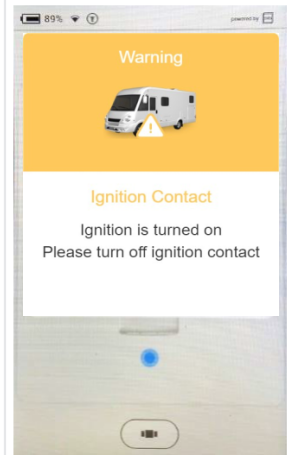 89%
powered by
Warning
Ignition Contact
Ignition is turned on
Please turn off ignition contact